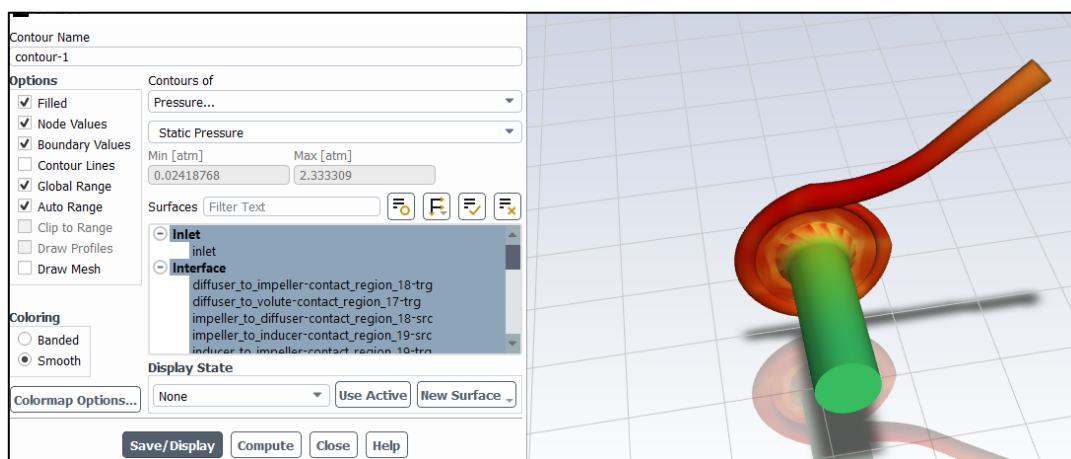 Contour Name
contour-1
Options
Filled
Node Values
Boundary Values
Contour Lines
Global Range
Auto Range
Clip to Range
Draw Profiles
Draw Mesh
Coloring
Banded
Smooth
Colormap Options...
Contours of
Pressure...
Static Pressure
Min [atm] Max [atm]
0.02418768 2.333309
Surfaces Filter Text
Inlet
inlet
Interface
diffuser_to_impeller-contact_region_18-trg
diffuser_to_volute-contact_region_17-trg
impeller_to_diffuser-contact_region_18-src
impeller_to_inducer-contact_region_19-src
inducer_to_impeller-contact_region_19-trg
Display State
None Use Active New Surface
Save/Display Compute Close Help